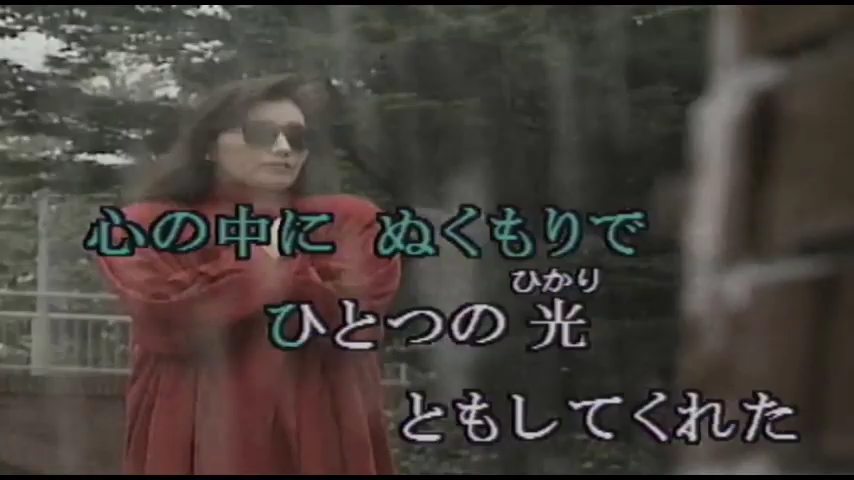 心の中に ぬくもりで
ひかり
ひとつの 光
ともしてくれた